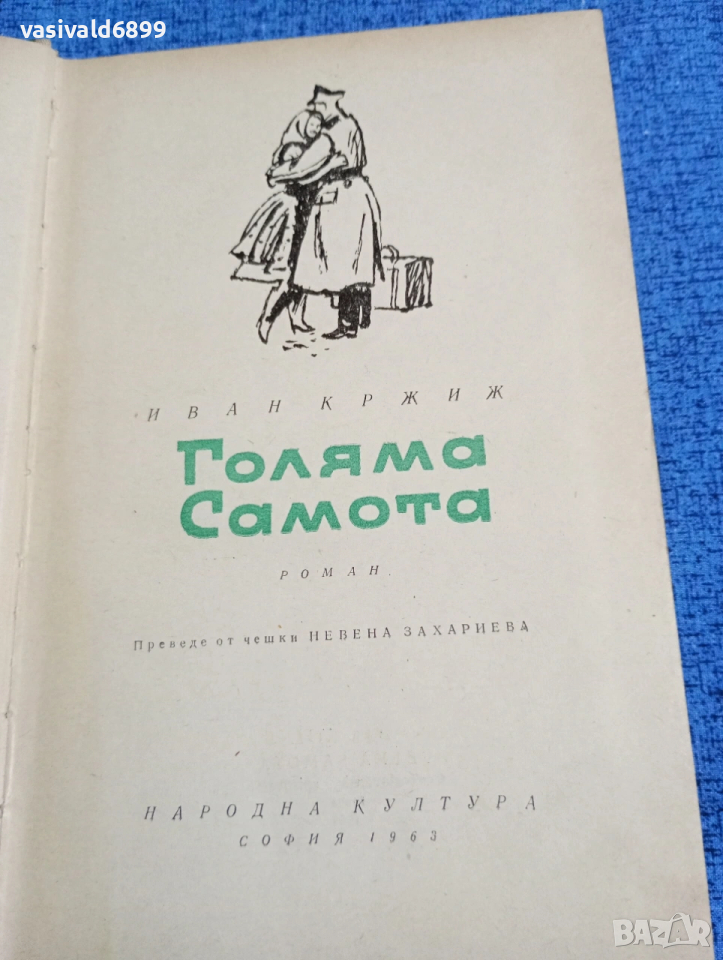 vasivald6899
ИВАН КРЖИЖ
Голяма
Самота
РОМАН
Преведе от чешки НЕВЕНА ЗАХАРИЕВА
НАРОДНА КУЛТУРА
СОФИЯ 1963
BAZAR